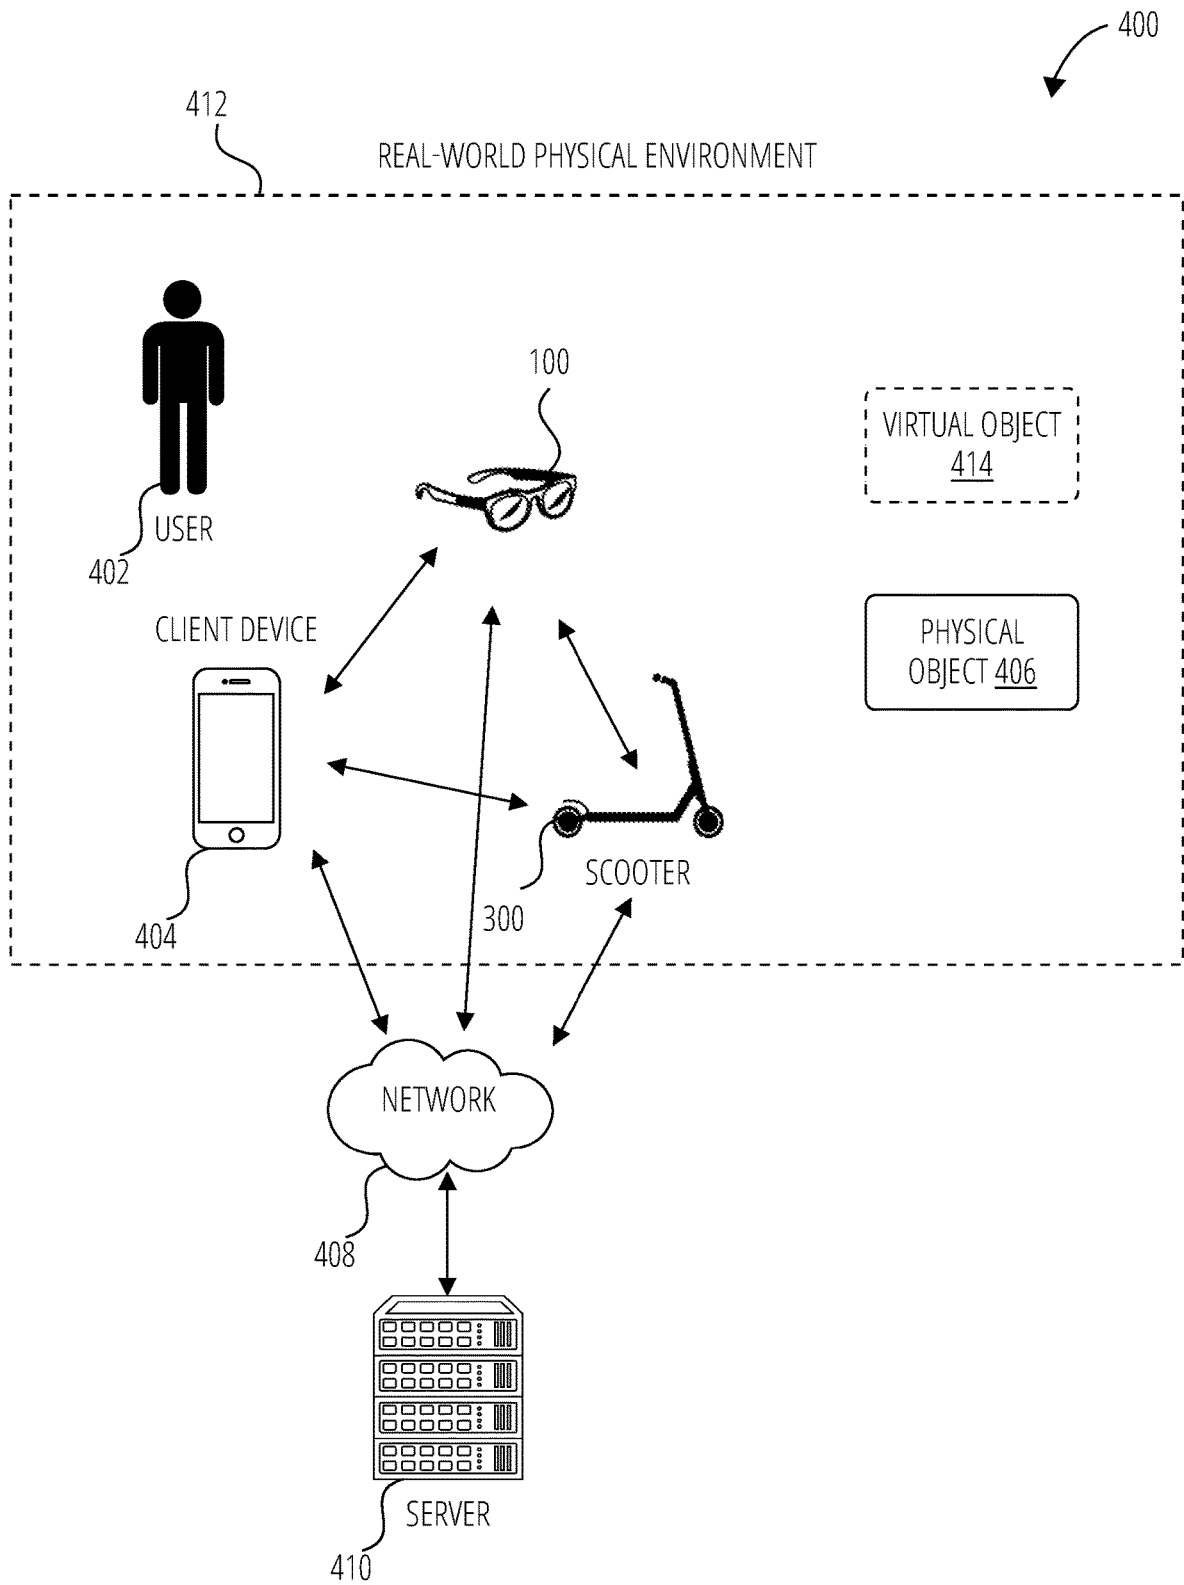 400
412
REAL-WORLD PHYSICAL ENVIRONMENT
100
VIRTUAL OBJECT
414
USER
402
CLIENT DEVICE
PHYSICAL
OBJECT 406
SCOOTER
300
404
NETWORK
408
SERVER
410